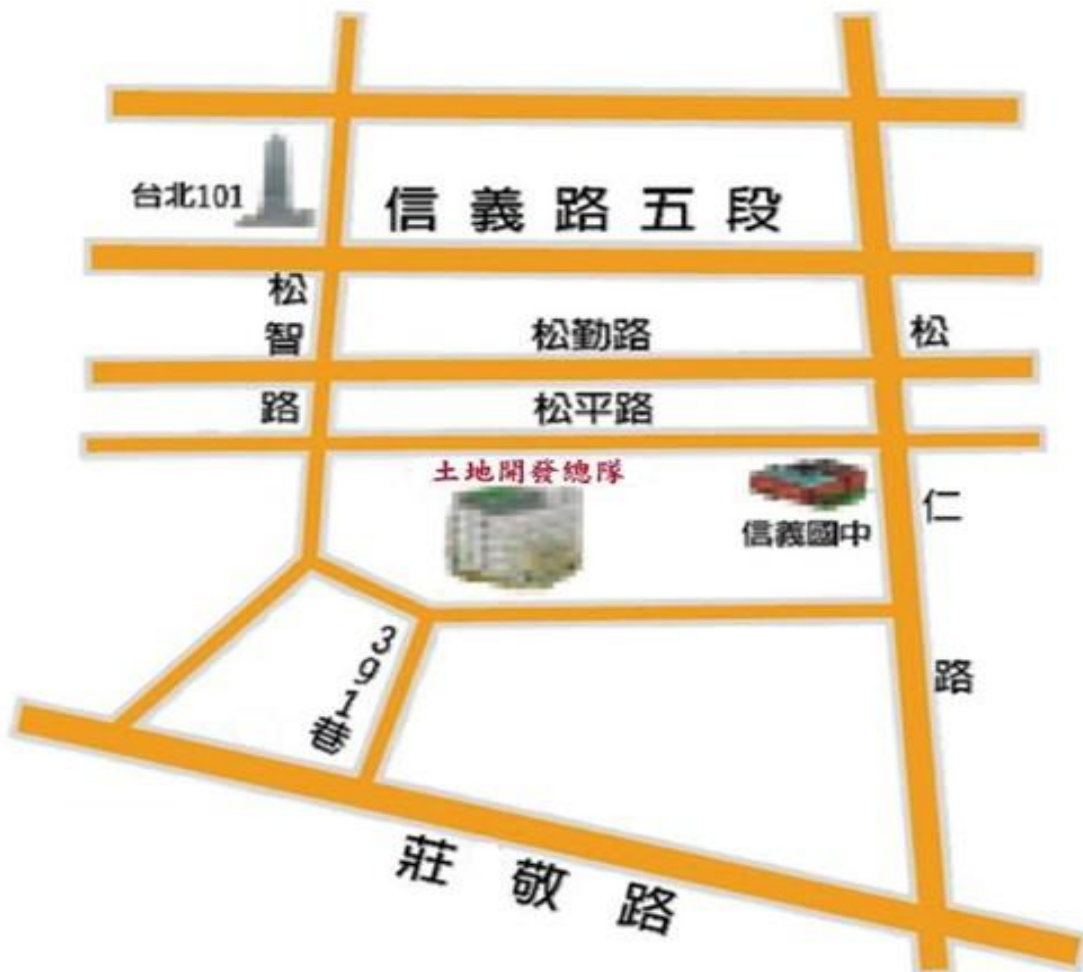 台北101
信義路五段
松智路
松勤路
松仁路
松平路
土地開發總隊
信義國中
391巷
莊敬路